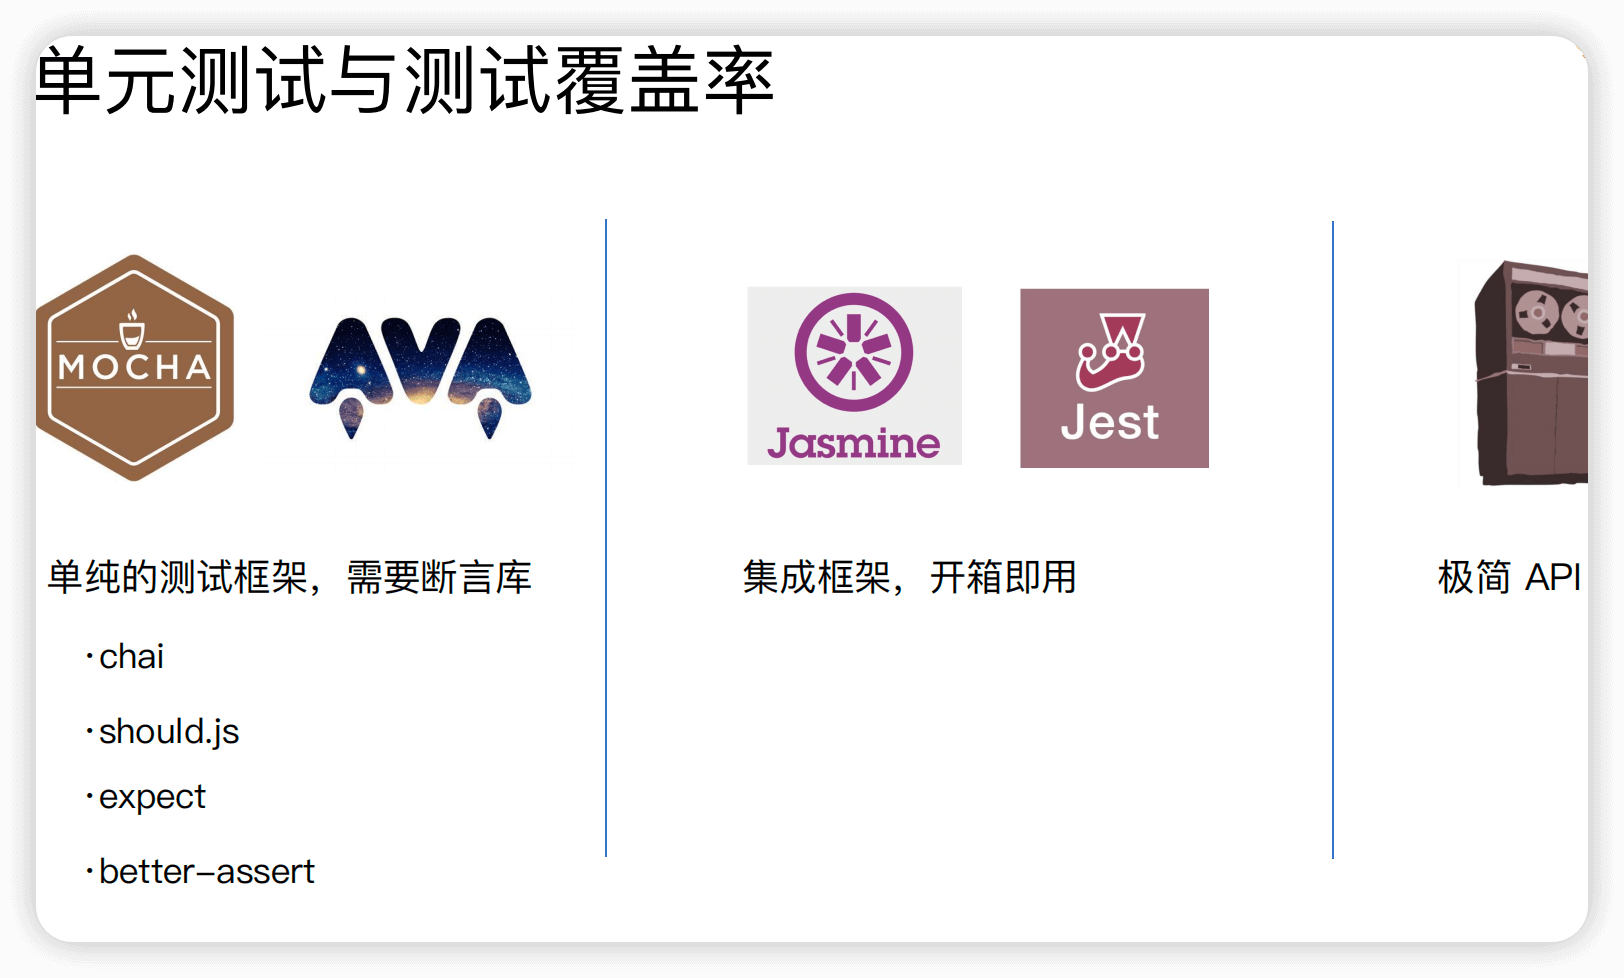 单元测试与测试覆盖率
MOCHA
AVA
Jasmine
Jest
单纯的测试框架，需要断言库
·chai
·should.js
·expect
·better-assert
集成框架，开箱即用
极简 API